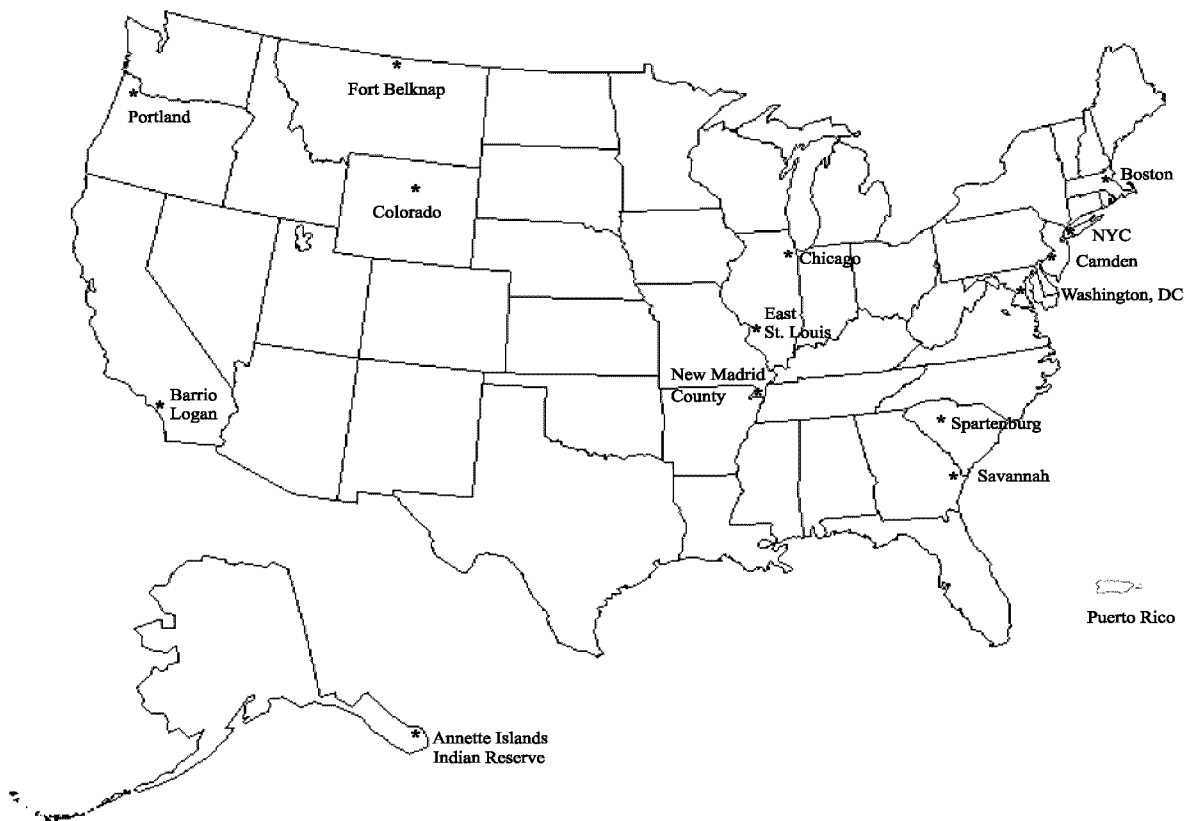 Fort Belknap
Portland
Boston
Colorado
NYC
Chicago
Camden
Washington, DC
East
St. Louis
New Madrid
County
Barrio
Logan
Spartenburg
Savannah
Puerto Rico
Annette Islands
Indian Reserve